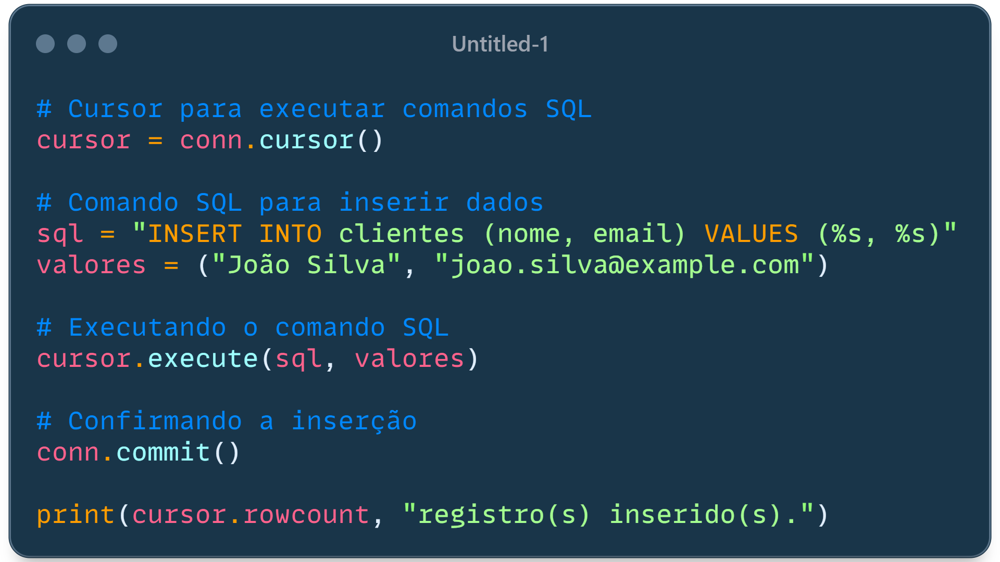 Untitled-1
# Cursor para executar comandos SQL
cursor = conn.cursor()
# Comando SQL para inserir dados
sql = "INSERT INTO clientes (nome, email) VALUES (%s, %s)"
valores = ("João Silva", "joao.silva@example.com")
# Executando o comando SQL
cursor.execute(sql, valores)
# Confirmando a inserção
conn.commit()
print(cursor.rowcount, "registro(s) inserido(s).")